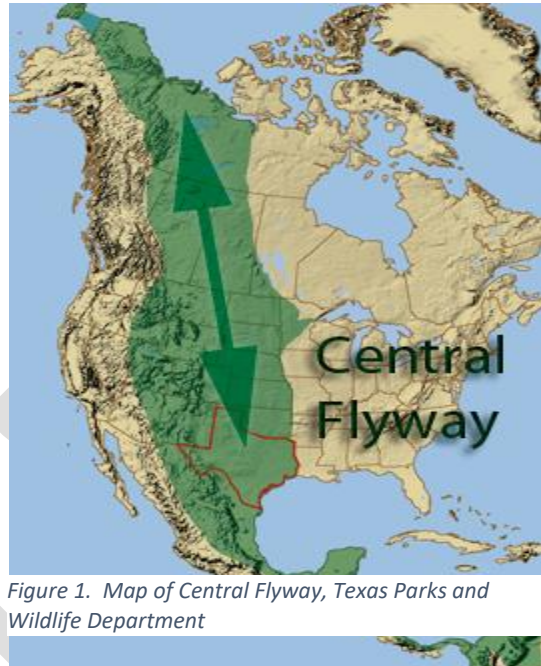 Central
Flyway
Figure 1. Map of Central Flyway, Texas Parks and
Wildlife Department